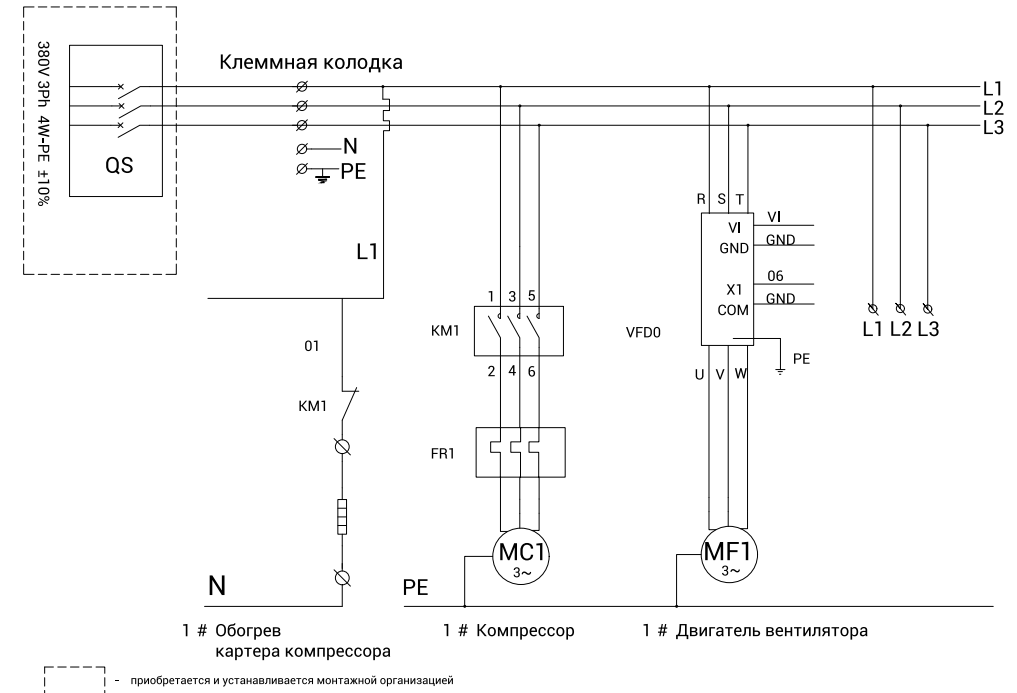 380V 3Ph 4W-PE ±10%
QS
Клеммная колодка
L1
L2
L3
N
PE
L1
R S T
VI
GND
X1
COM
VI
GND
06
GND
L1 L2 L3
1 3 5
KM1
2 4 6
VFD0
PE
U V W
01
KM1
FR1
MC1
3~
MF1
3~
N
PE
1 # Обогрев
картера компрессора
1 # Компрессор
1 # Двигатель вентилятора
- приобретается и устанавливается монтажной организацией